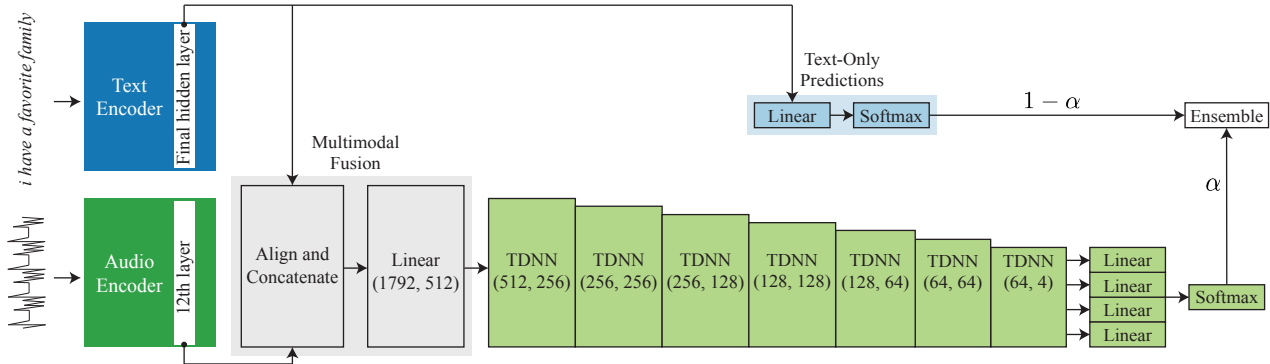 i have a favorite family
Text
Encoder
Final hidden layer
Audio
Encoder
12th layer
Multimodal
Fusion
Align and
Concatenate
Linear
(1792, 512)
TDNN
(512, 256)
TDNN
(256, 256)
TDNN
(256, 128)
TDNN
(128, 128)
TDNN
(128, 64)
TDNN
(64, 64)
TDNN
(64, 4)
Linear
Linear
Linear
Linear
Softmax
Text-Only
Predictions
Linear
Softmax
1 − α
Ensemble
α